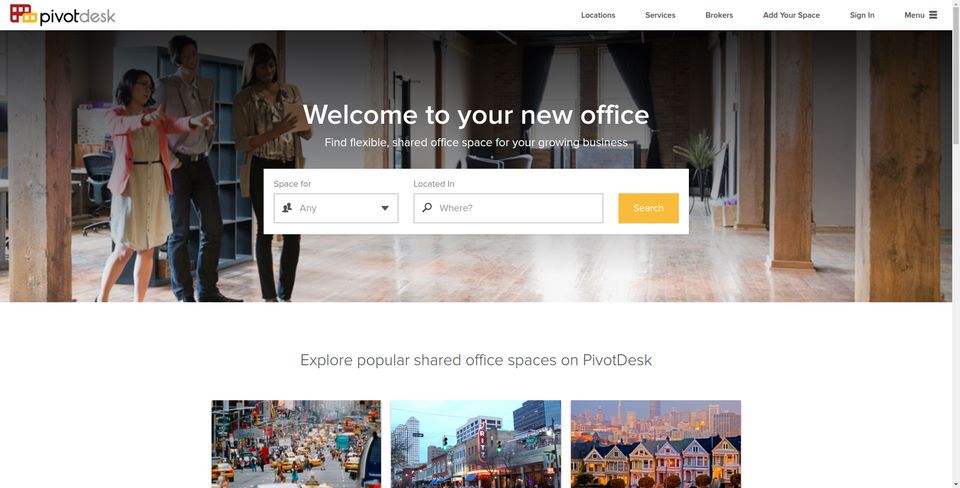 pivotdesk
Locations
Services
Brokers
Add Your Space
Sign In
Menu
Welcome to your new office
Find flexible, shared office space for your growing business
Space for
Located In
Any
Where?
Search
Explore popular shared office spaces on PivotDesk